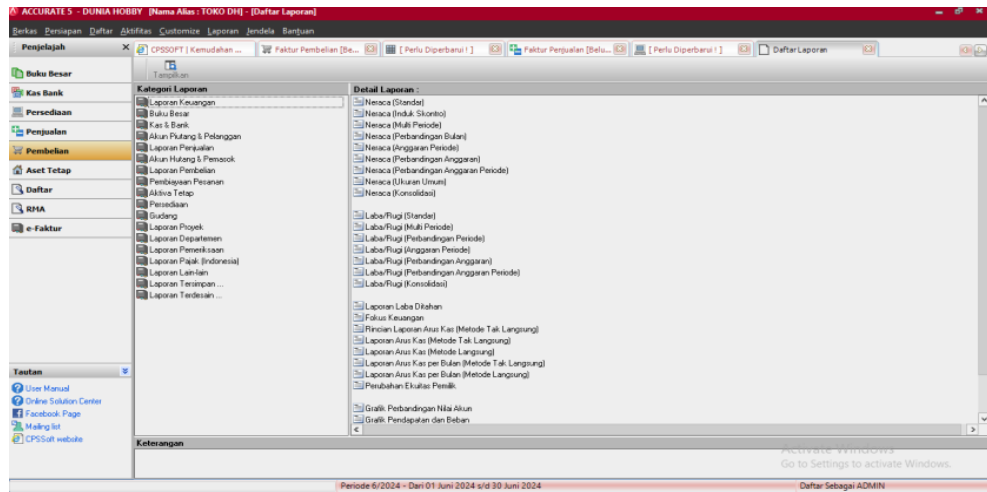 ACCURATE 5 - DUNIA HOBBY [Nama Alias : TOKO DH] - [Daftar Laporan]
Berkas Persiapan Daftar Aktifitas Customize Laporan Jendela Bantuan
Penjelajah
CPSSOFT | Kemudahan ...
Faktur Pembelian [Be...
[ Perlu Diperbarui ! ]
Faktur Penjualan [Belu...
[ Perlu Diperbarui ! ]
Daftar Laporan
Tampilkan
Buku Besar
Kas Bank
Persediaan
Penjualan
Pembelian
Aset Tetap
Daftar
RMA
e-Faktur
Tautan
User Manual
Online Solution Center
Facebook Page
Mailing list
CPSSoft website
Kategori Laporan
Laporan Keuangan
Buku Besar
Kas & Bank
Akun Piutang & Pelanggan
Laporan Penjualan
Akun Hutang & Pemasok
Laporan Pembelian
Pembiayaan Pesanan
Aktiva Tetap
Persediaan
Gudang
Laporan Proyek
Laporan Departemen
Laporan Pemeriksaan
Laporan Pajak (Indonesia)
Laporan Lain-lain
Laporan Tersimpan ...
Laporan Terdesain ...
Detail Laporan :
Neraca (Standar)
Neraca (Induk Skontro)
Neraca (Multi Periode)
Neraca (Perbandingan Bulan)
Neraca (Anggaran Periode)
Neraca (Perbandingan Anggaran)
Neraca (Perbandingan Anggaran Periode)
Neraca (Ukuran Umum)
Neraca (Konsolidasi)
Laba/Rugi (Standar)
Laba/Rugi (Multi Periode)
Laba/Rugi (Perbandingan Periode)
Laba/Rugi (Anggaran Periode)
Laba/Rugi (Perbandingan Anggaran)
Laba/Rugi (Perbandingan Anggaran Periode)
Laba/Rugi (Konsolidasi)
Laporan Laba Ditahan
Fokus Keuangan
Rincian Laporan Arus Kas (Metode Tak Langsung)
Laporan Arus Kas (Metode Tak Langsung)
Laporan Arus Kas (Metode Langsung)
Laporan Arus Kas per Bulan (Metode Tak Langsung)
Laporan Arus Kas per Bulan (Metode Langsung)
Perubahan Ekuitas Pemilik
Grafik Perbandingan Nilai Akun
Grafik Pendapatan dan Beban
Keterangan
Activate Windows
Go to Settings to activate Windows.
Periode 6/2024 - Dari 01 Juni 2024 s/d 30 Juni 2024
Daftar Sebagai ADMIN